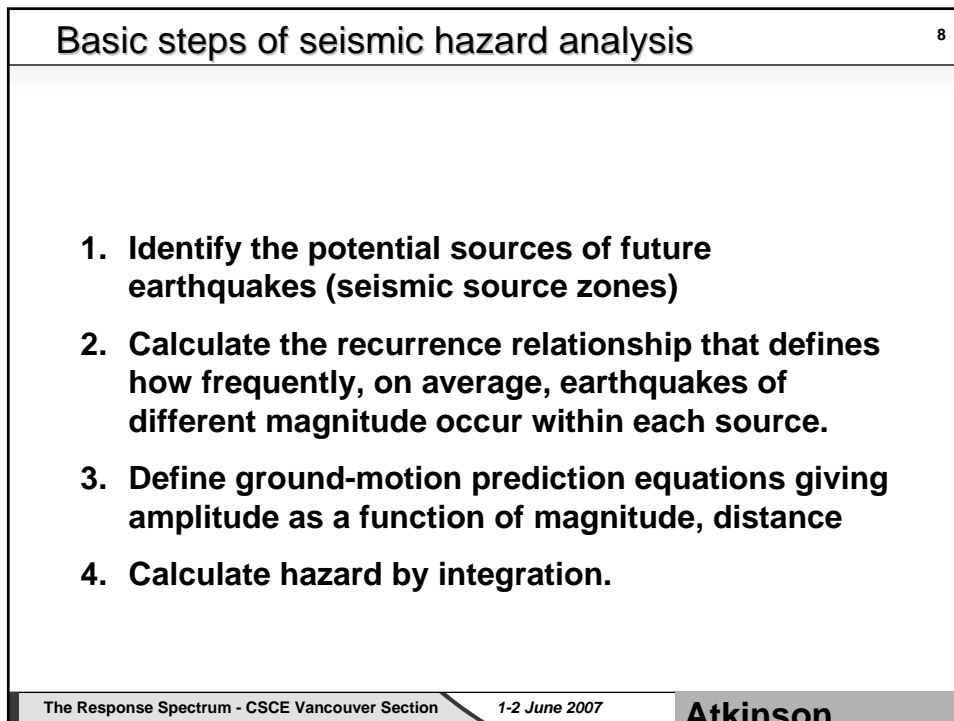 Basic steps of seismic hazard analysis
8
1. Identify the potential sources of future
earthquakes (seismic source zones)
2. Calculate the recurrence relationship that defines
how frequently, on average, earthquakes of
different magnitude occur within each source.
3. Define ground-motion prediction equations giving
amplitude as a function of magnitude, distance
4. Calculate hazard by integration.
The Response Spectrum - CSCE Vancouver Section
1-2 June 2007
Atkinson